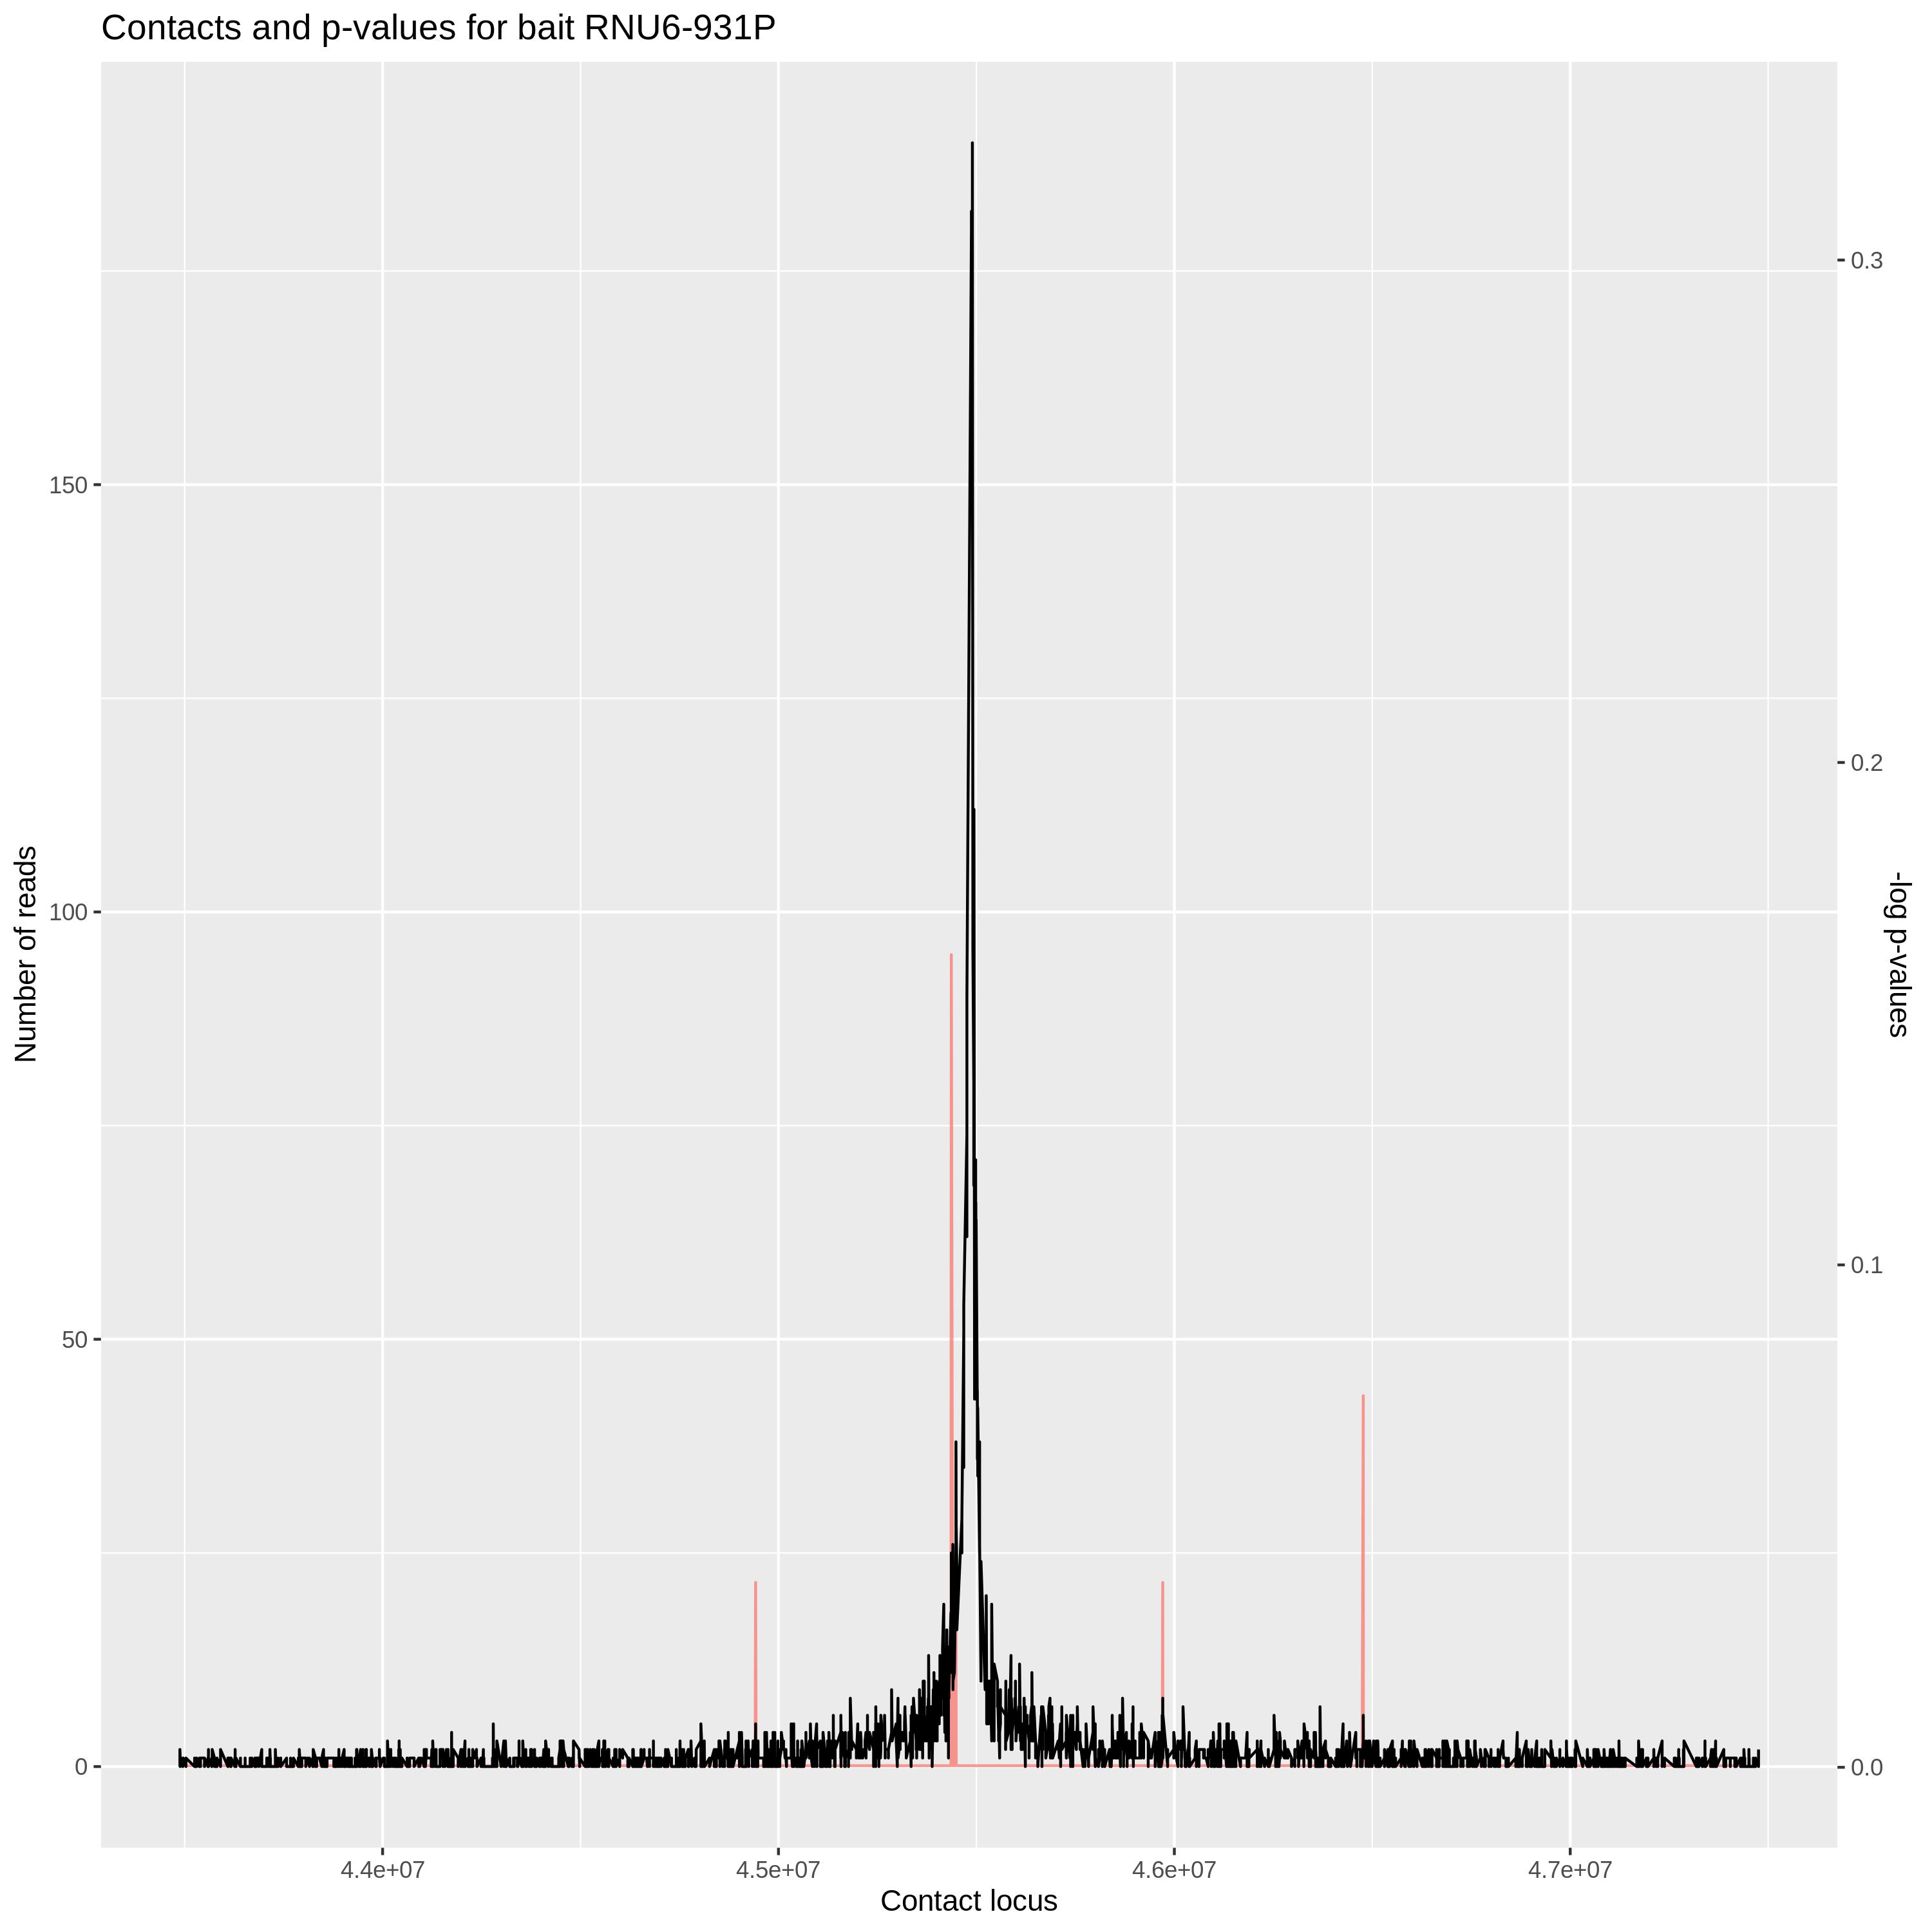 Contacts and p-values for bait RNU6-931P
150
100
50
0
Number of reads
0.3
0.2
0.1
0.0
-log p-values
4.4e+07
4.5e+07
4.6e+07
4.7e+07
Contact locus